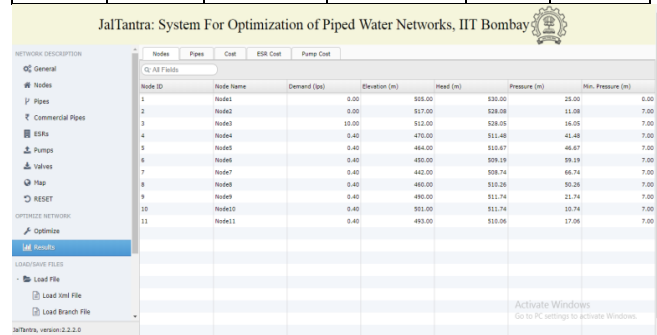 JalTantra: System For Optimization of Piped Water Networks, IIT Bombay
NETWORK DESCRIPTION
General
Nodes
Pipes
Commercial Pipes
ESRs
Pumps
Valves
Map
RESET
OPTIMIZE NETWORK
Optimize
Results
LOAD/SAVE FILES
Load File
Load Xml File
Load Branch File
JalTantra, version:2.2.2.0
Nodes Pipes Cost ESR Cost Pump Cost
All Fields
Node ID Node Name Demand (lps) Elevation (m) Head (m) Pressure (m) Min. Pressure (m)
1 Node1 0.00 505.00 530.00 25.00 0.00
2 Node2 0.00 517.00 528.08 11.08 7.00
3 Node3 10.00 512.00 528.05 16.05 7.00
4 Node4 0.40 470.00 511.48 41.48 7.00
5 Node5 0.40 464.00 510.67 46.67 7.00
6 Node6 0.40 450.00 509.19 59.19 7.00
7 Node7 0.40 442.00 508.74 66.74 7.00
8 Node8 0.40 460.00 510.26 50.26 7.00
9 Node9 0.40 490.00 511.74 21.74 7.00
10 Node10 0.40 501.00 511.74 10.74 7.00
11 Node11 0.40 493.00 510.06 17.06 7.00
Activate Windows
Go to PC settings to activate Windows.